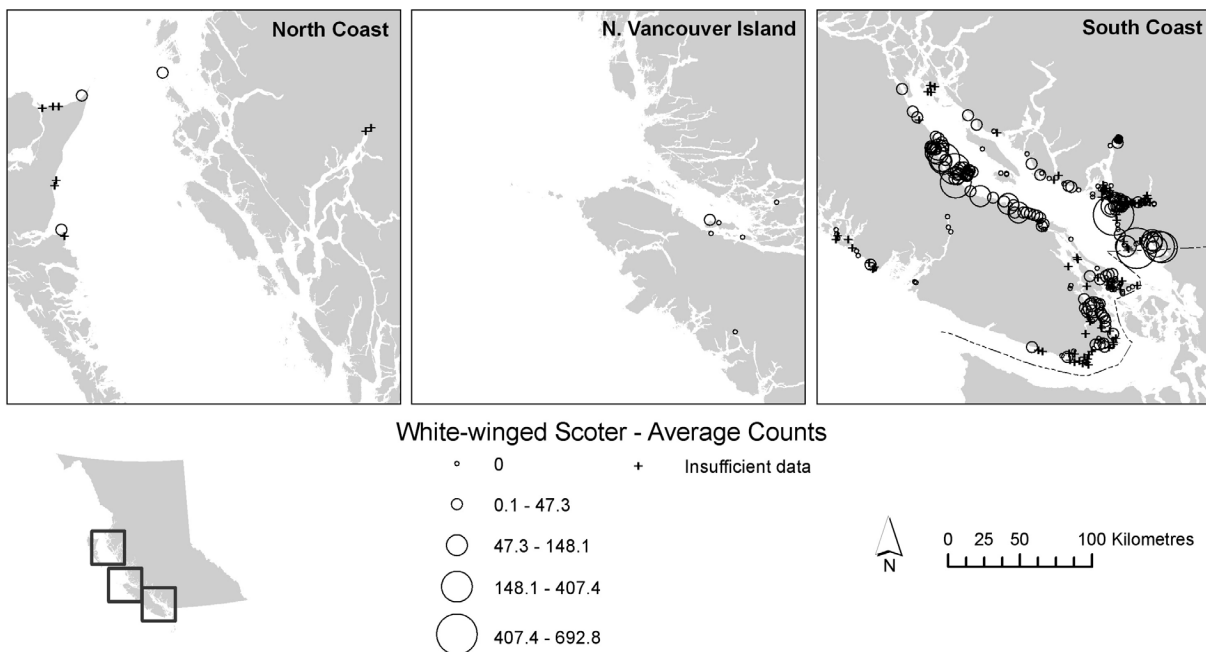 North Coast
N. Vancouver Island
South Coast
White-winged Scoter - Average Counts
0
Insufficient data
0.1 - 47.3
47.3 - 148.1
148.1 - 407.4
407.4 - 692.8
N
0 25 50 100 Kilometres